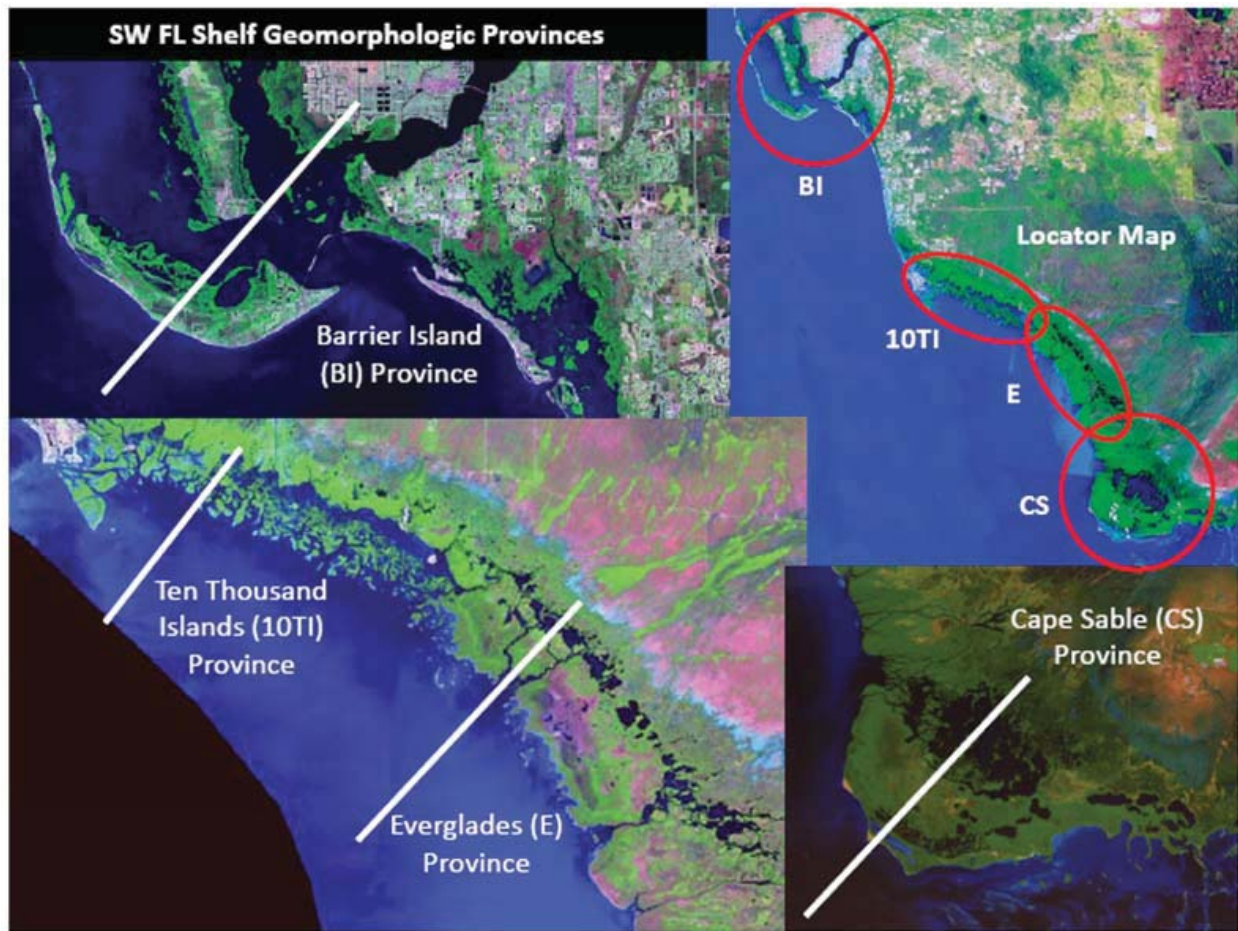 SW FL Shelf Geomorphologic Provinces
Barrier Island
(BI) Province
BI
Locator Map
10TI
E
CS
Ten Thousand
Islands (10TI)
Province
Everglades (E)
Province
Cape Sable (CS)
Province